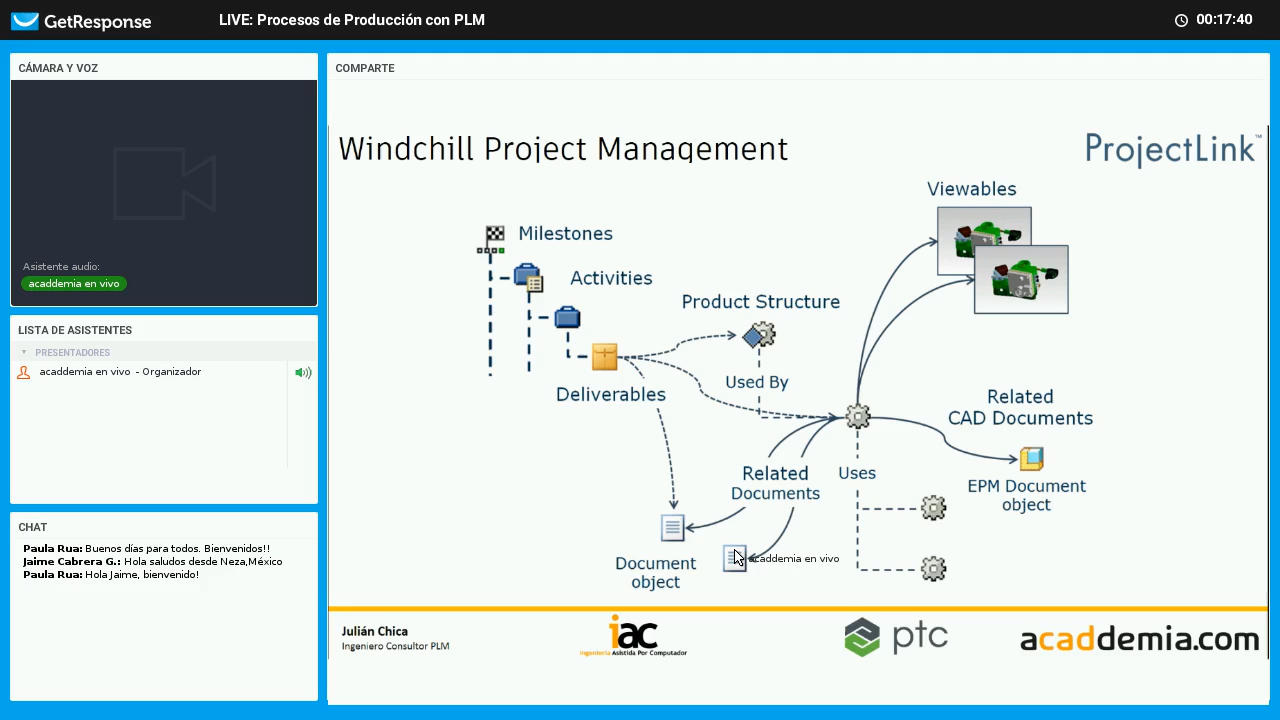 GetResponse
LIVE: Procesos de Producción con PLM
00:17:40
CÁMARA Y VOZ
Asistente audio:
acaddemia en vivo
LISTA DE ASISTENTES
PRESENTADORES
acaddemia en vivo - Organizador
CHAT
Paula Rua: Buenos días para todos. Bienvenidos!!
Jaime Cabrera G.: Hola saludos desde Neza,México
Paula Rua: Hola Jaime, bienvenido!
COMPARTE
Windchill Project Management
ProjectLink™
Viewables
Milestones
Activities
Product Structure
Used By
Deliverables
Related
CAD Documents
Related
Documents
Uses
EPM Document
object
Document
object
acaddemia en vivo
Julián Chica
Ingeniero Consultor PLM
iac
Ingeniería Asistida Por Computador
ptc
acaddemia.com